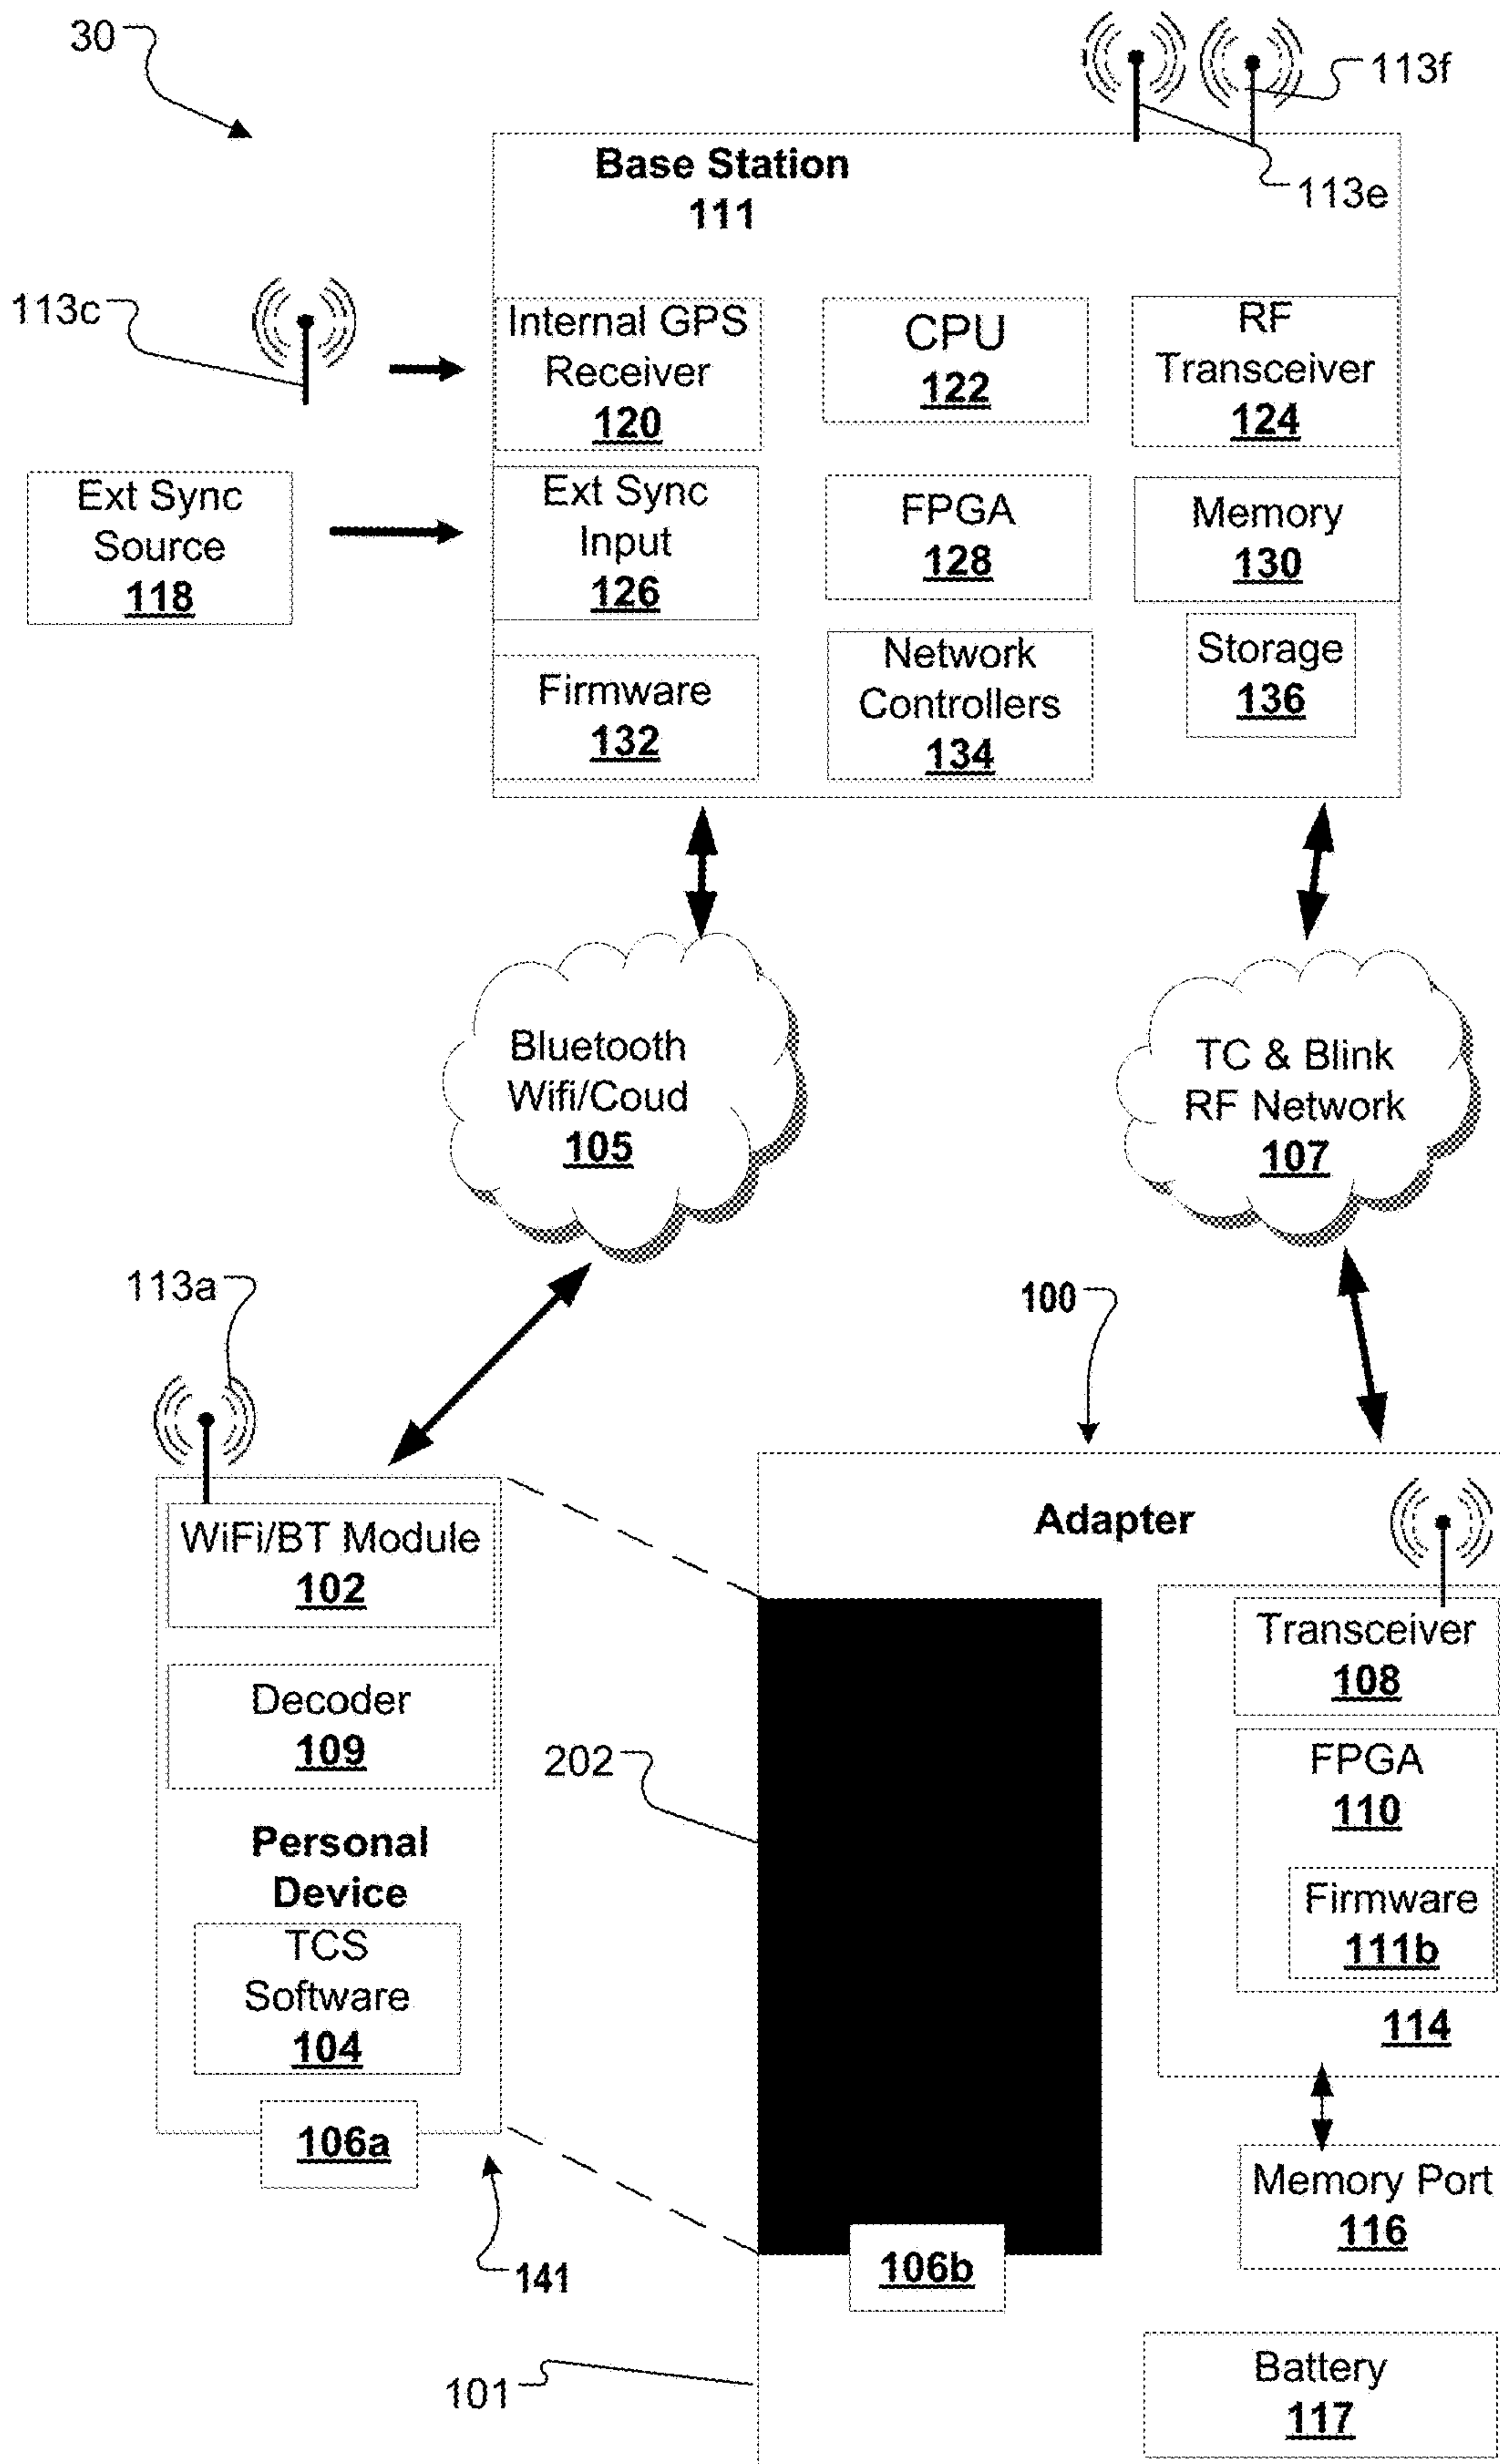 30
113f
Base Station
111
113e
113c
Internal GPS
Receiver
120
CPU
122
RF
Transceiver
124
Ext Sync
Source
118
Ext Sync
Input
126
FPGA
128
Memory
130
Firmware
132
Network
Controllers
134
Storage
136
Bluetooth
Wifi/Coud
105
TC & Blink
RF Network
107
113a
100
WiFi/BT Module
102
Decoder
109
Personal
Device
TCS
Software
104
106a
141
Adapter
Transceiver
108
202
FPGA
110
Firmware
111b
114
Memory Port
116
106b
101
Battery
117